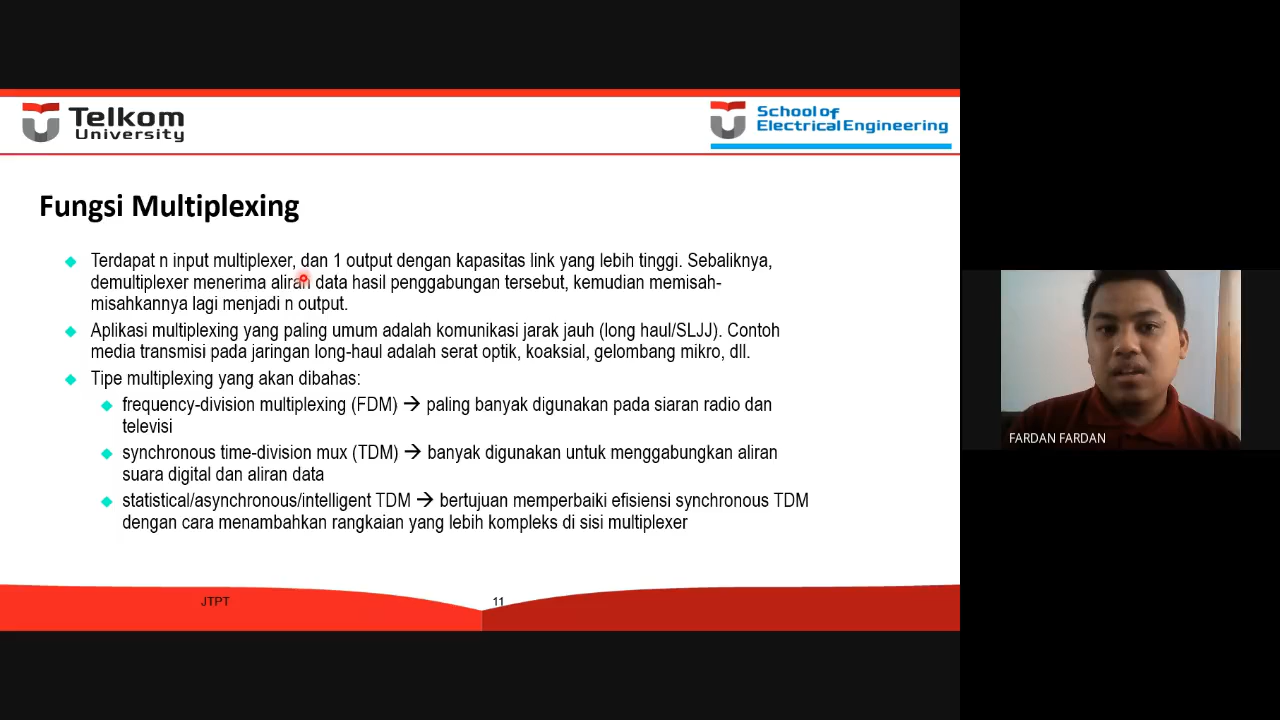 Telkom
University
School of
Electrical Engineering
Fungsi Multiplexing
Terdapat n input multiplexer, dan 1 output dengan kapasitas link yang lebih tinggi. Sebaliknya,
demultiplexer menerima aliran data hasil penggabungan tersebut, kemudian memisah-
misahkannya lagi menjadi n output.
Aplikasi multiplexing yang paling umum adalah komunikasi jarak jauh (long haul/SLJJ). Contoh
media transmisi pada jaringan long-haul adalah serat optik, koaksial, gelombang mikro, dll.
Tipe multiplexing yang akan dibahas:
frequency-division multiplexing (FDM) → paling banyak digunakan pada siaran radio dan
televisi
synchronous time-division mux (TDM) → banyak digunakan untuk menggabungkan aliran
suara digital dan aliran data
statistical/asynchronous/intelligent TDM → bertujuan memperbaiki efisiensi synchronous TDM
dengan cara menambahkan rangkaian yang lebih kompleks di sisi multiplexer
JTPT
11
FARDAN FARDAN